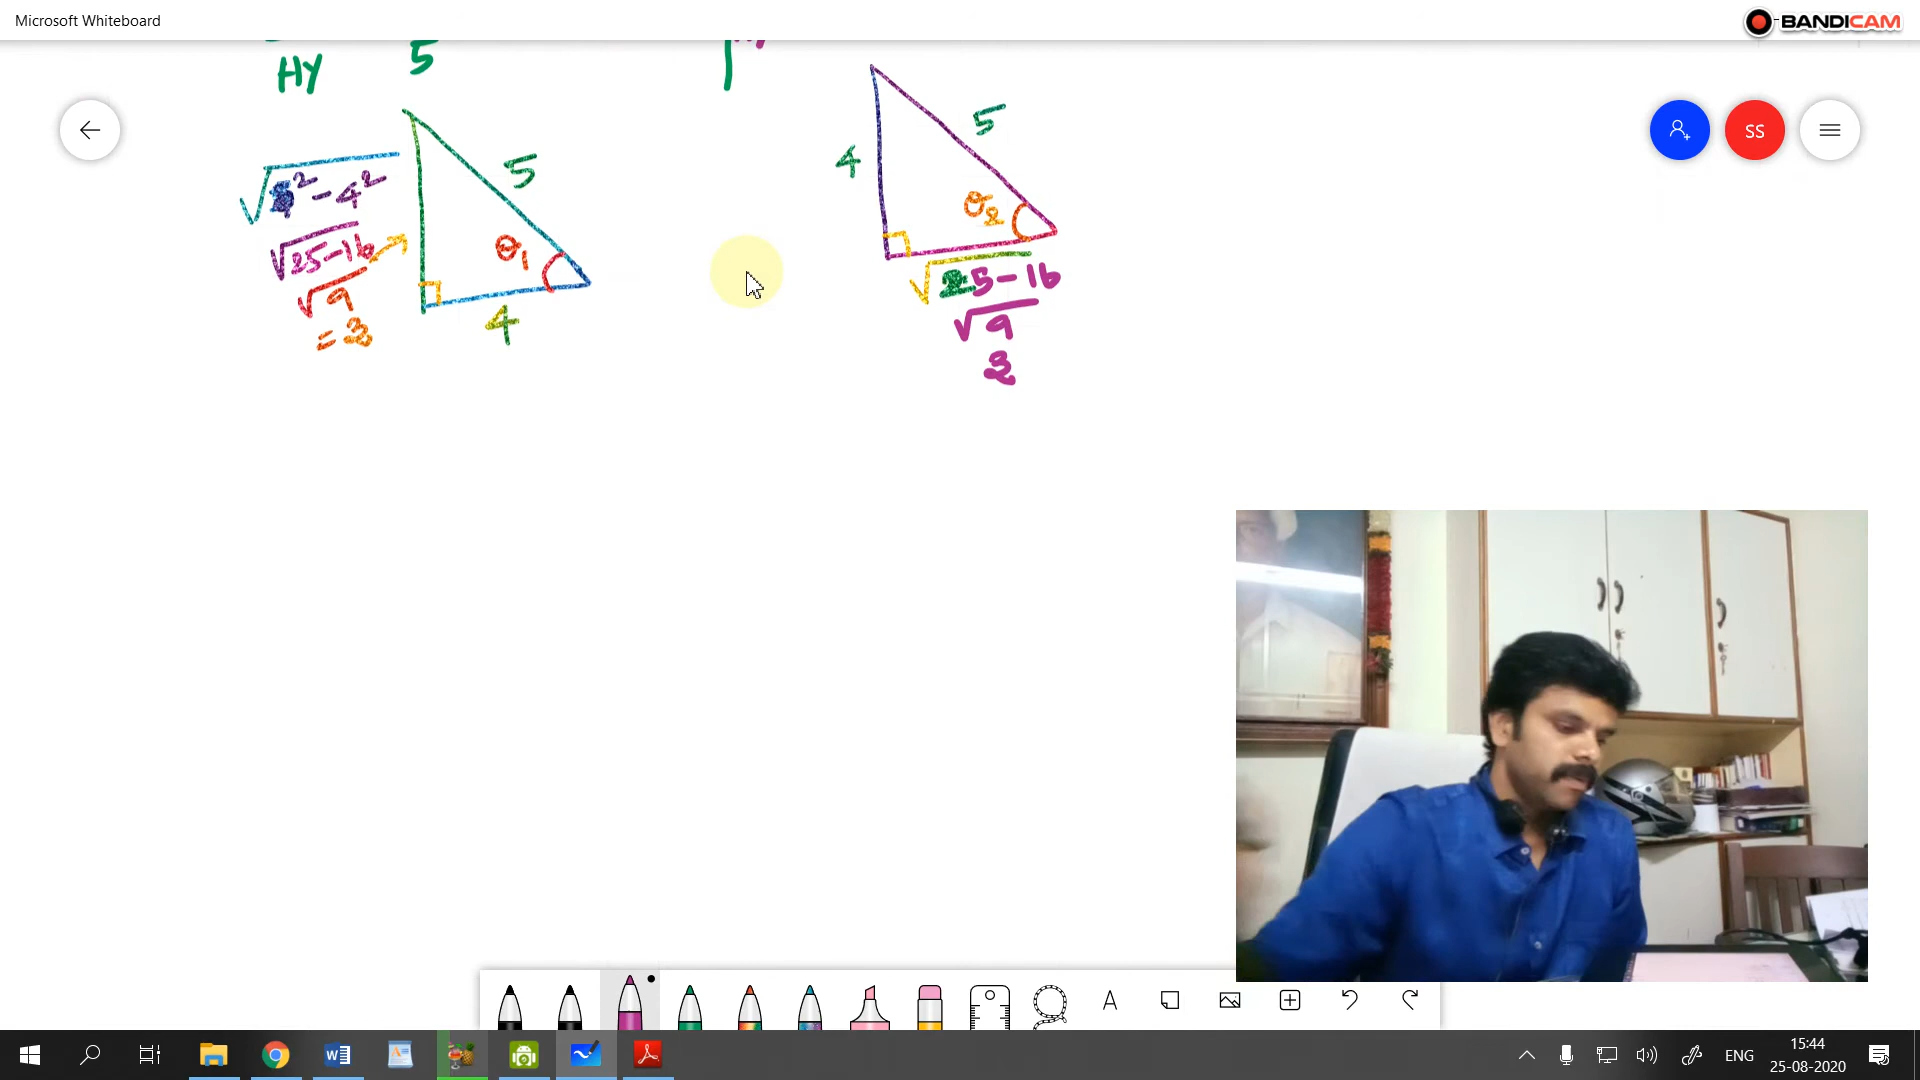 Microsoft Whiteboard
BANDICAM
HY
5
SS
5
√5² - 4²
√25-16
√9
= 3
θ₁
4
5
4
θ₂
√25-16
√9
3
A
W
ENG
15:44
25-08-2020